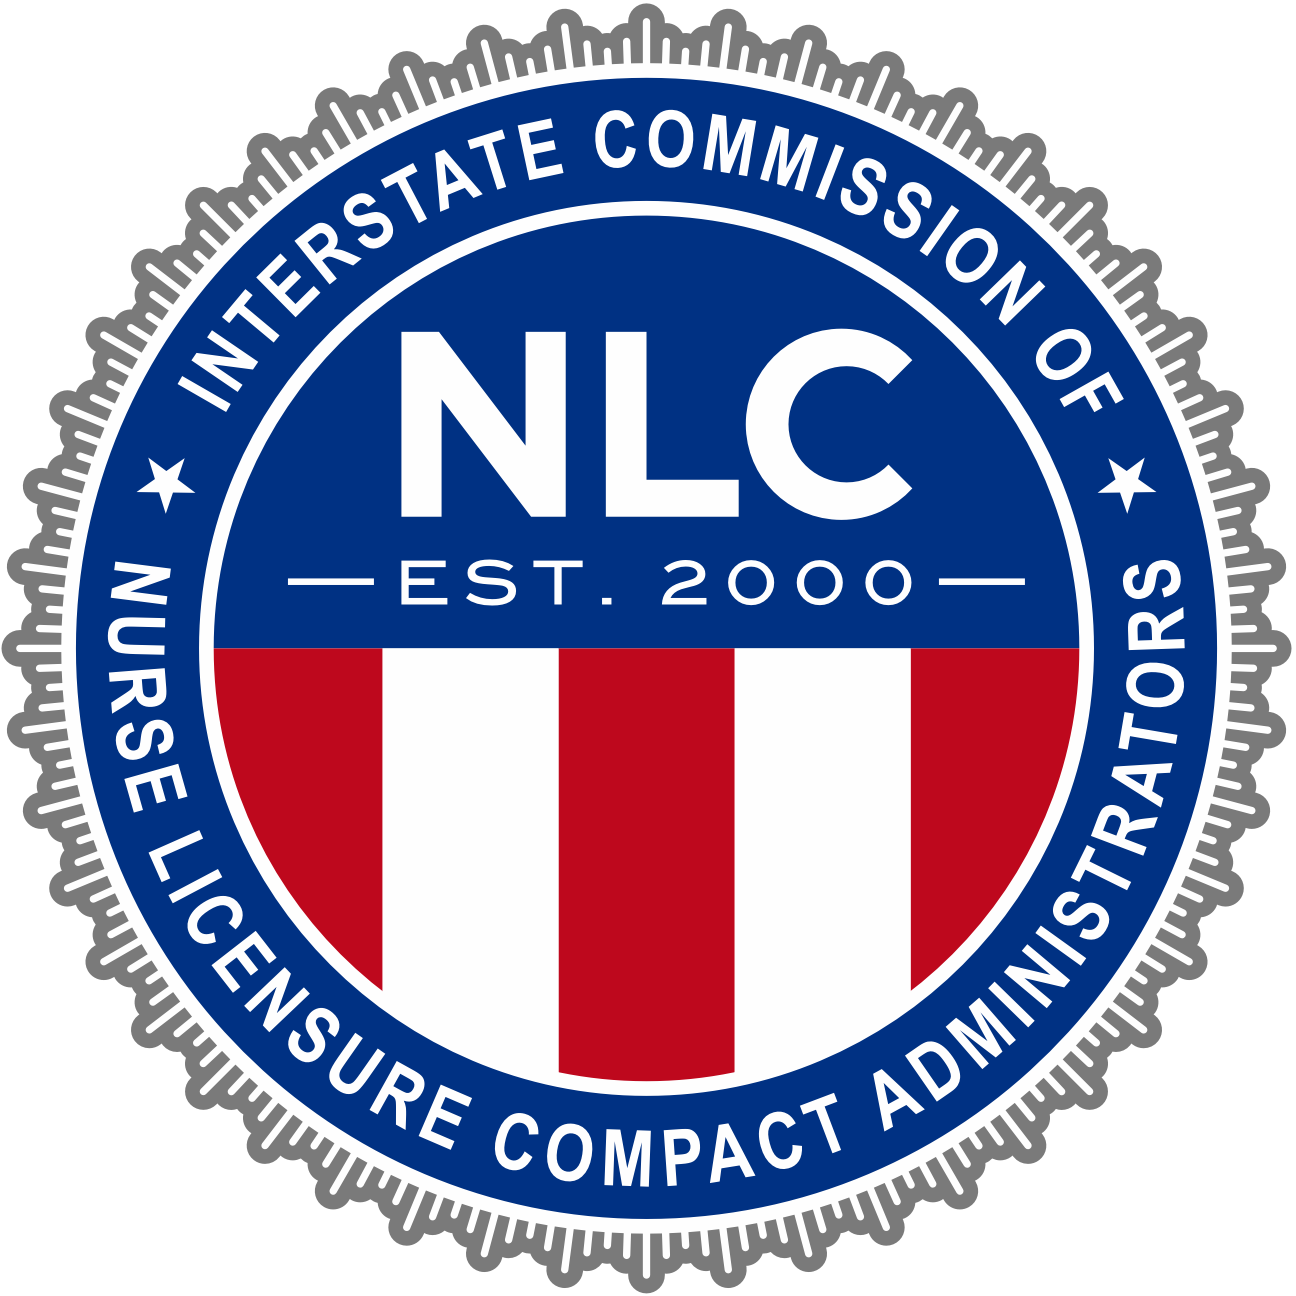 INTERSTATE COMMISSION OF
NLC
EST. 2000
NURSE LICENSURE COMPACT ADMINISTRATORS